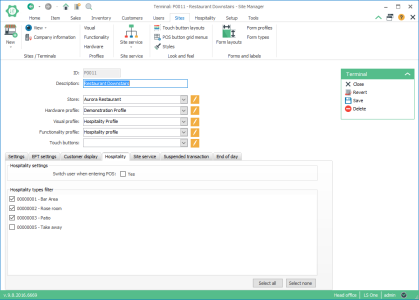 Terminal: P0011 - Restaurant Downstairs - Site Manager
Home Item Sales Inventory Customers Users Sites Hospitality Setup Tools
New
View
Company information
Sites / Terminals
Visual
Functionality
Hardware
Profiles
Site service
Site service
Touch button layouts
POS button grid menus
Styles
Look and feel
Form layouts
Form profiles
Form types
Forms and labels
ID: P0011
Description: Restaurant Downstairs
Store: Aurora Restaurant
Hardware profile: Demonstration Profile
Visual profile: Hospitality Profile
Functionality profile: Hospitality profile
Touch buttons:
Terminal
Close
Revert
Save
Delete
Settings EFT settings Customer display Hospitality Site service Suspended transaction End of day
Hospitality settings
Switch user when entering POS: Yes
Hospitality types filter
00000001 - Bar Area
00000002 - Rose room
00000003 - Patio
00000005 - Take away
Select all Select none
Head office LS One admin